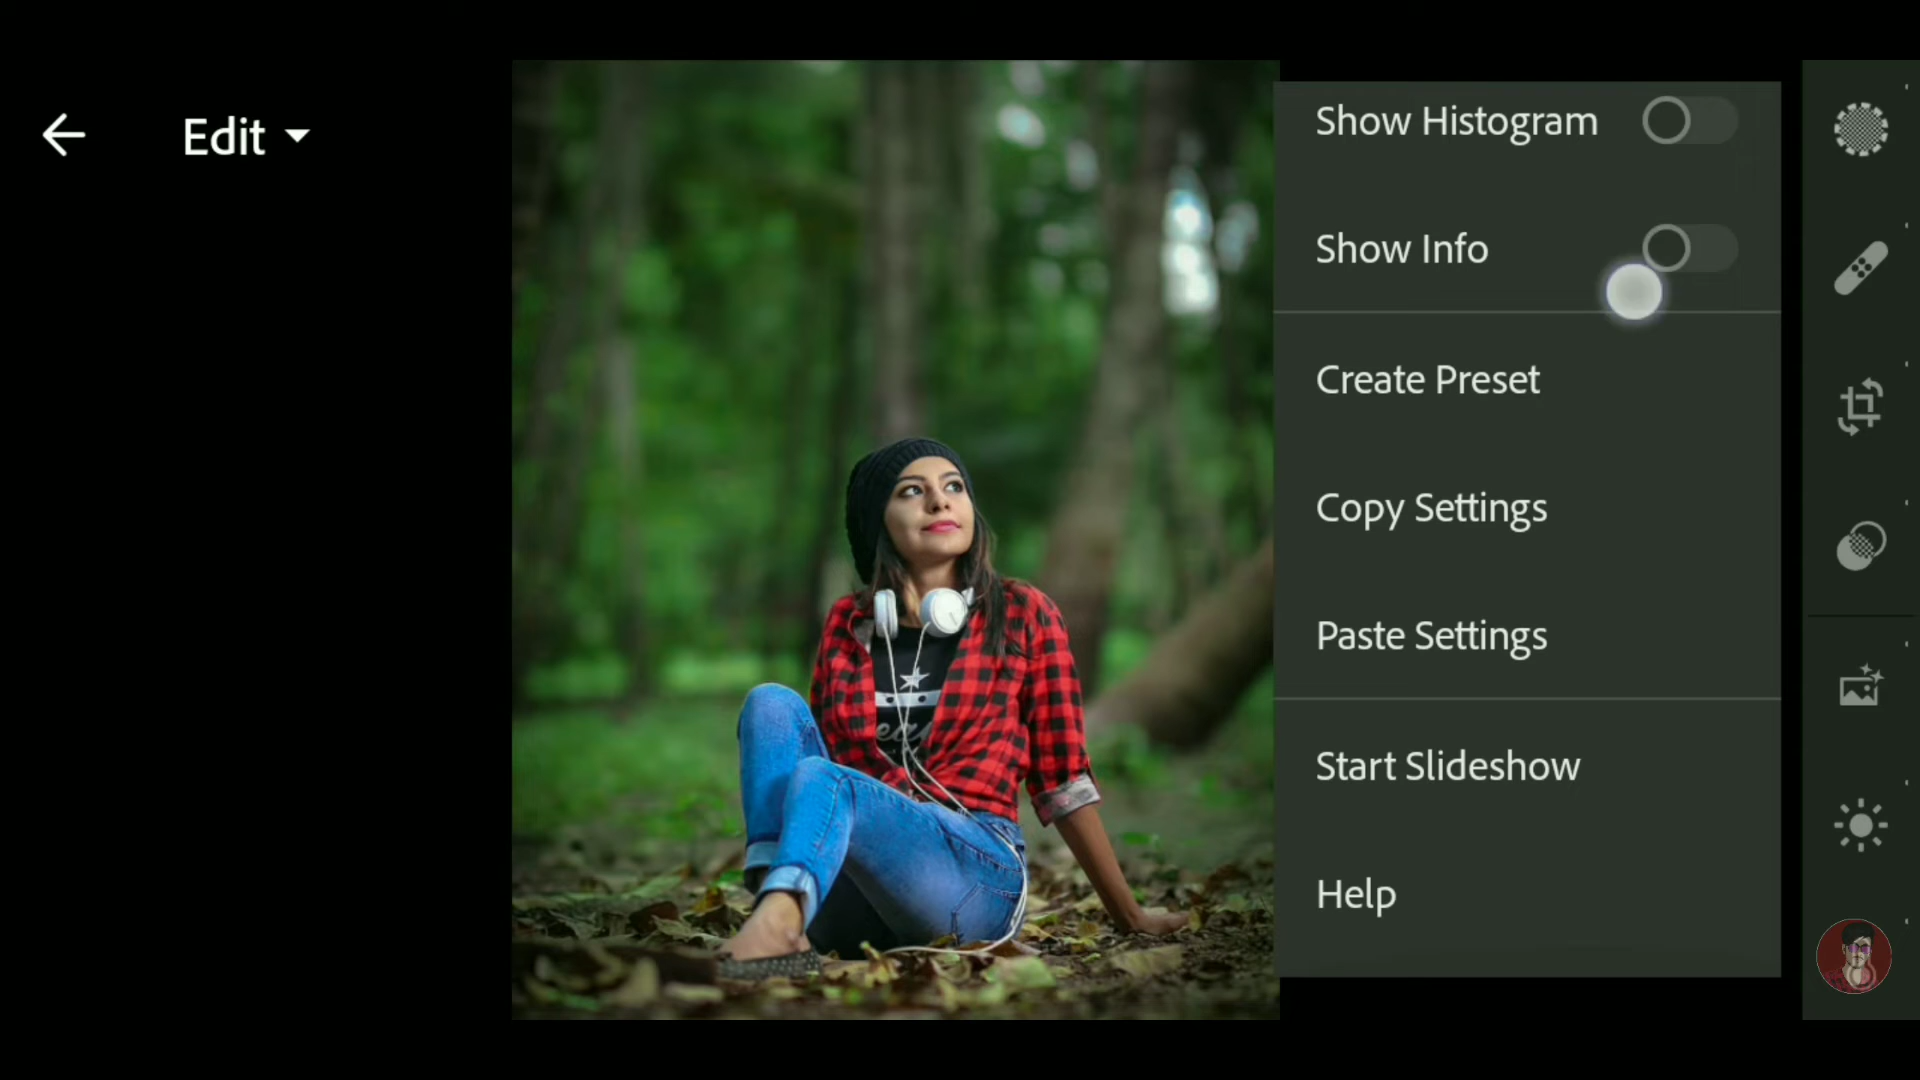 Edit
Show Histogram
Show Info
Create Preset
Copy Settings
Paste Settings
Start Slideshow
Help